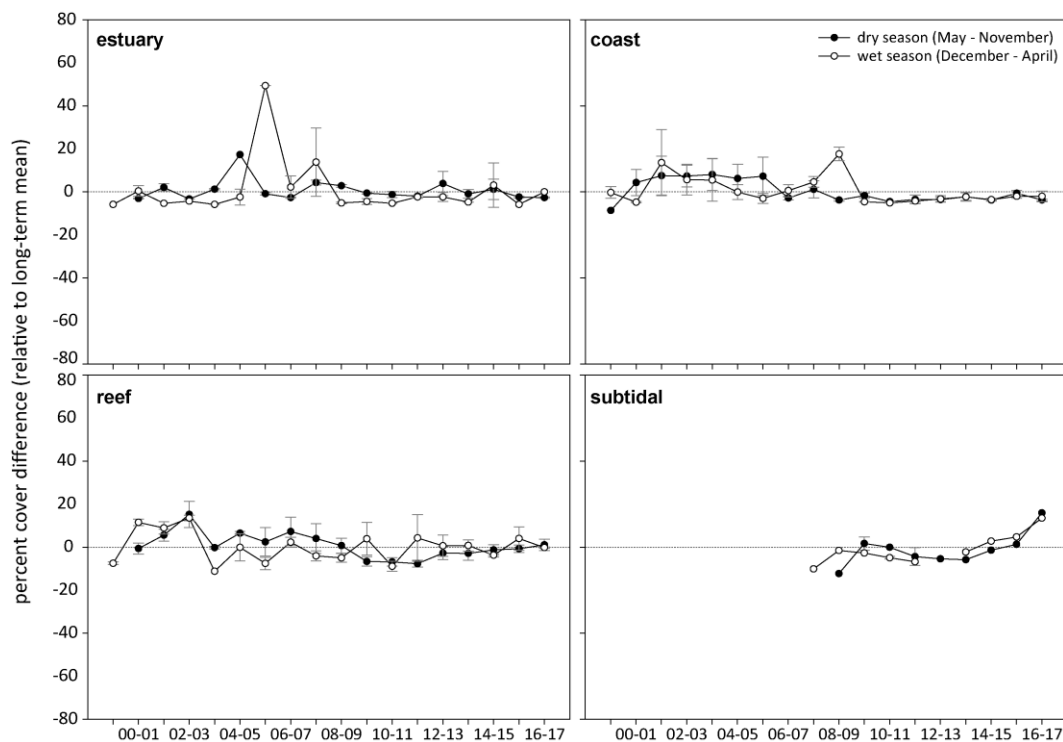 percent cover difference (relative to long-term mean)
80
60
40
20
0
-20
-40
-60
-80
estuary
coast
dry season (May - November)
wet season (December - April)
80
60
40
20
0
-20
-40
-60
-80
reef
subtidal
00-01 02-03 04-05 06-07 08-09 10-11 12-13 14-15 16-17
00-01 02-03 04-05 06-07 08-09 10-11 12-13 14-15 16-17